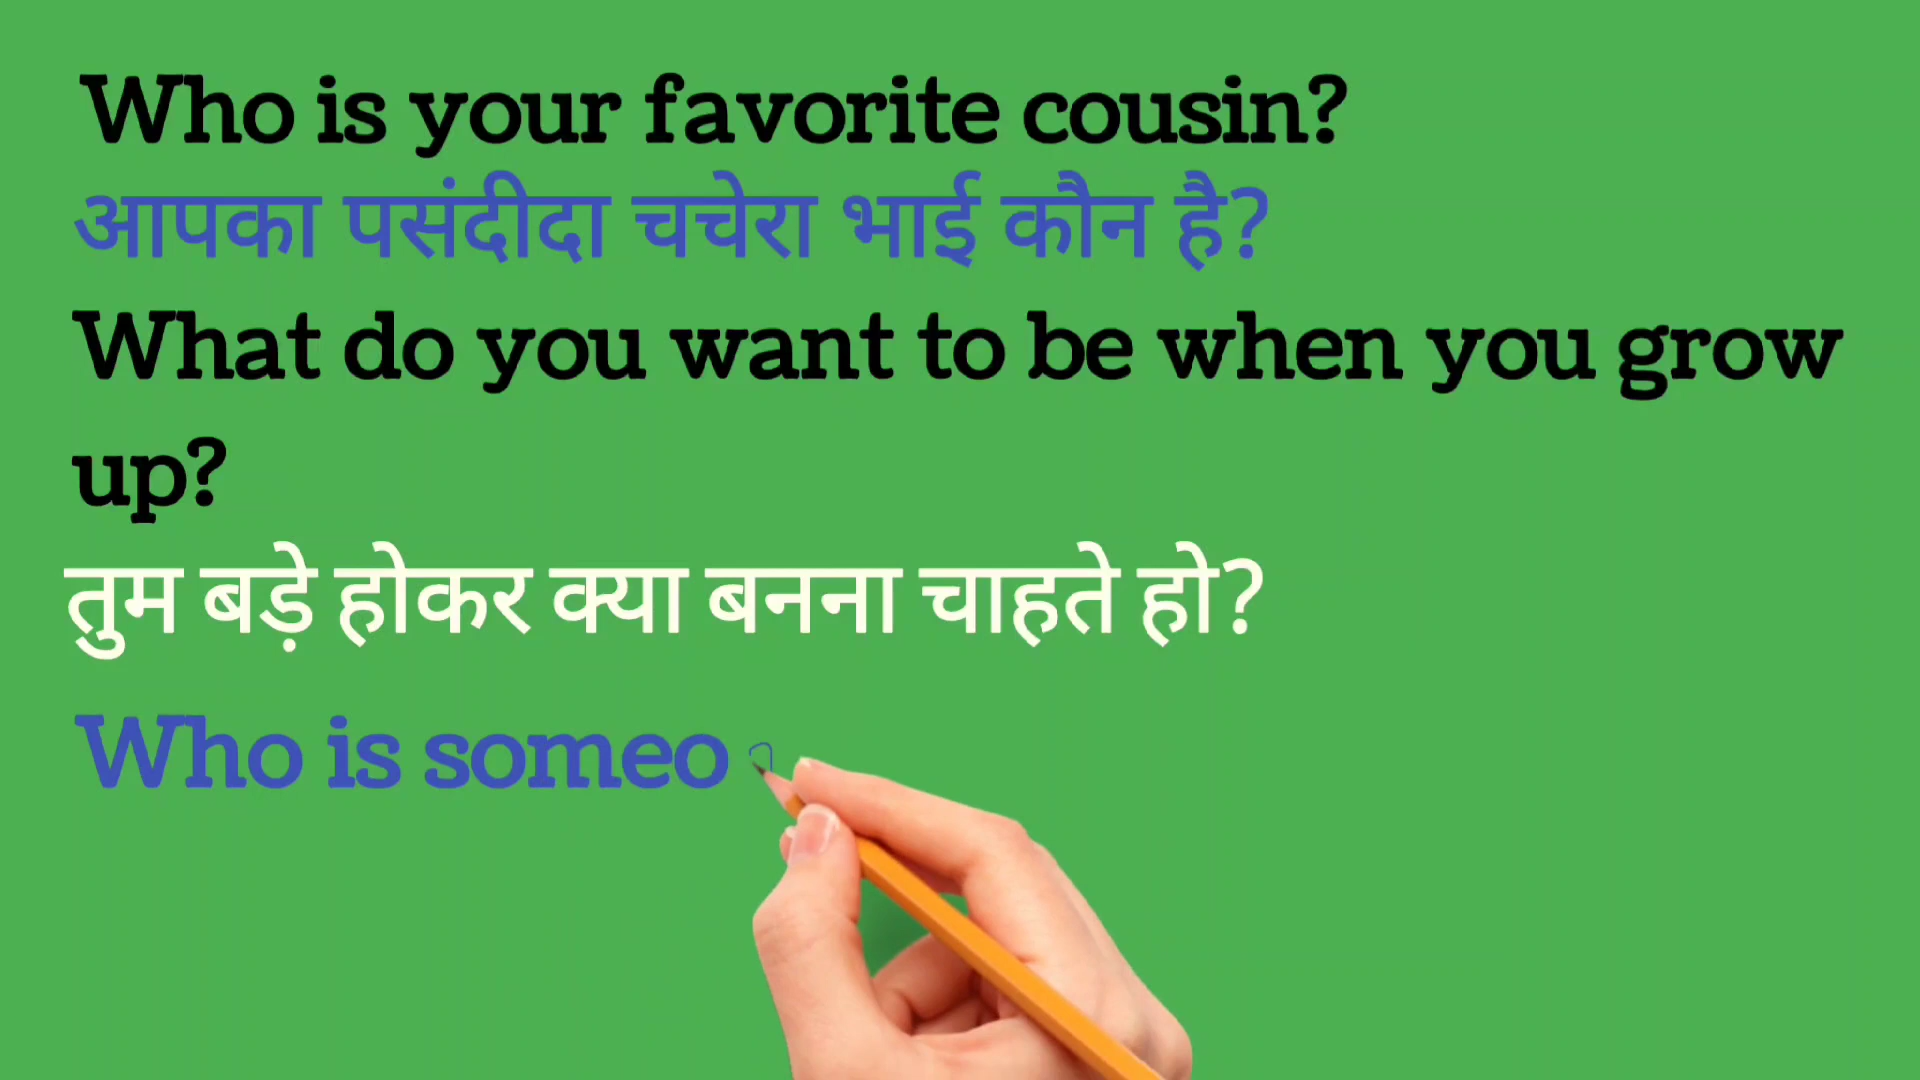 Who is your favorite cousin?
आपका पसंदीदा चचेरा भाई कौन है?
What do you want to be when you grow
up?
तुम बड़े होकर क्या बनना चाहते हो?
Who is someo